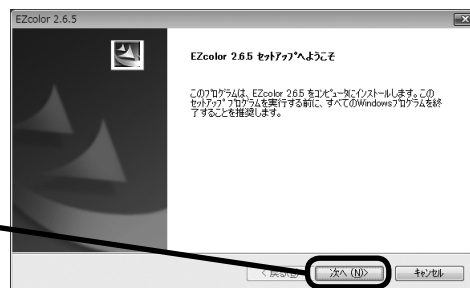 EZcolor 2.6.5
EZcolor 2.6.5 ｾｯﾄｱｯﾌﾟへようこそ
このﾌﾟﾛｸﾞﾗﾑは、EZcolor 2.6.5 をｺﾝﾋﾟｭｰﾀにｲﾝｽﾄｰﾙします。この
ｾｯﾄｱｯﾌﾟ ﾌﾟﾛｸﾞﾗﾑを実行する前に、すべてのWindowsﾌﾟﾛｸﾞﾗﾑを終
了することを推奨します。
次へ (N)> ｷｬﾝｾﾙ